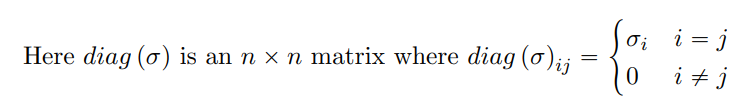 Here diag (σ) is an n × n matrix where diag (σ)ij = { σi i = j
0 i ≠ j